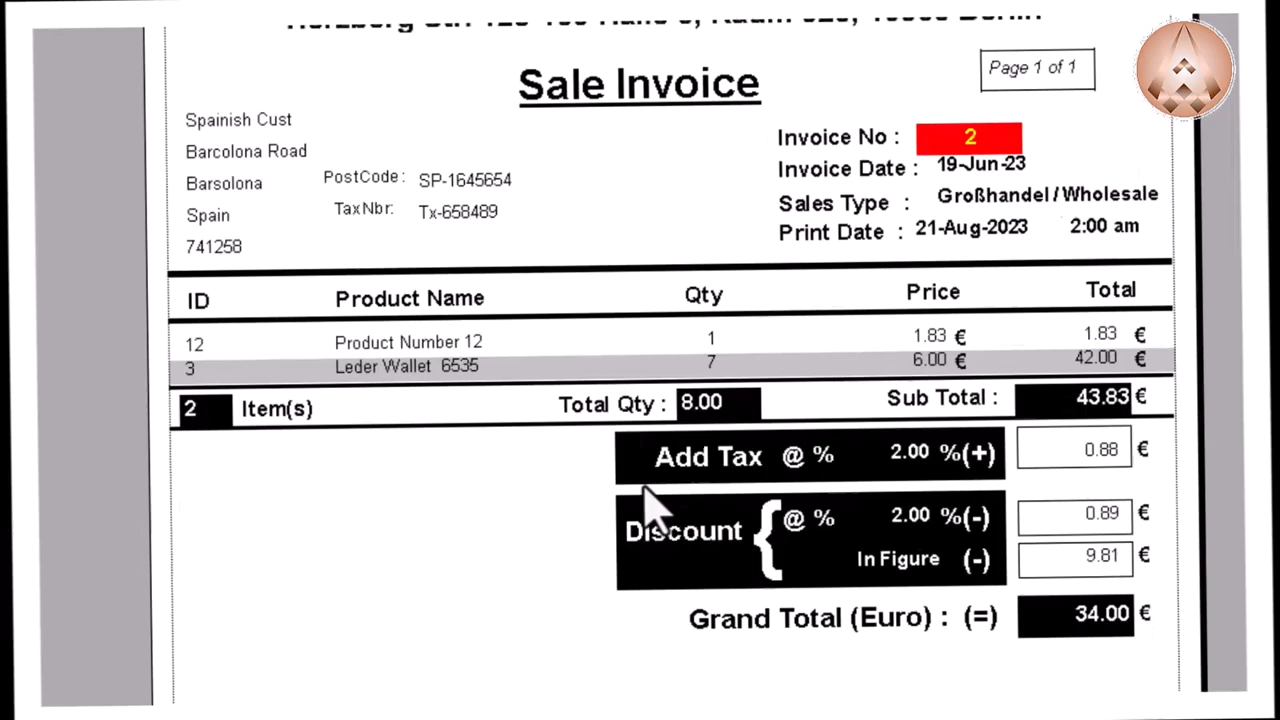 Sale Invoice
Page 1 of 1
Spainish Cust
Barcolona Road
Barsolona
PostCode: SP-1645654
Spain
TaxNbr: Tx-658489
741258
Invoice No : 2
Invoice Date : 19-Jun-23
Sales Type : Großhandel / Wholesale
Print Date : 21-Aug-2023 2:00 am
ID Product Name Qty Price Total
12 Product Number 12 1 1.83 € 1.83 €
3 Leder Wallet 6535 7 6.00 € 42.00 €
2 Item(s) Total Qty : 8.00 Sub Total : 43.83 €
Add Tax @ % 2.00 %(+) 0.88 €
Discount { @ % 2.00 %(-) 0.89 €
In Figure (-) 9.81 €
Grand Total (Euro) : (=) 34.00 €